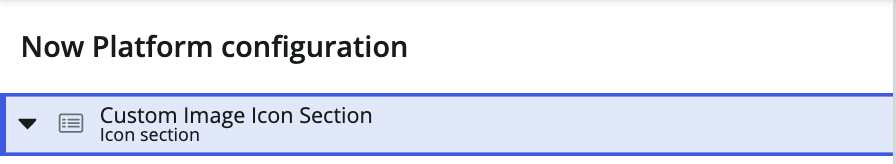 Now Platform configuration
Custom Image Icon Section
Icon section